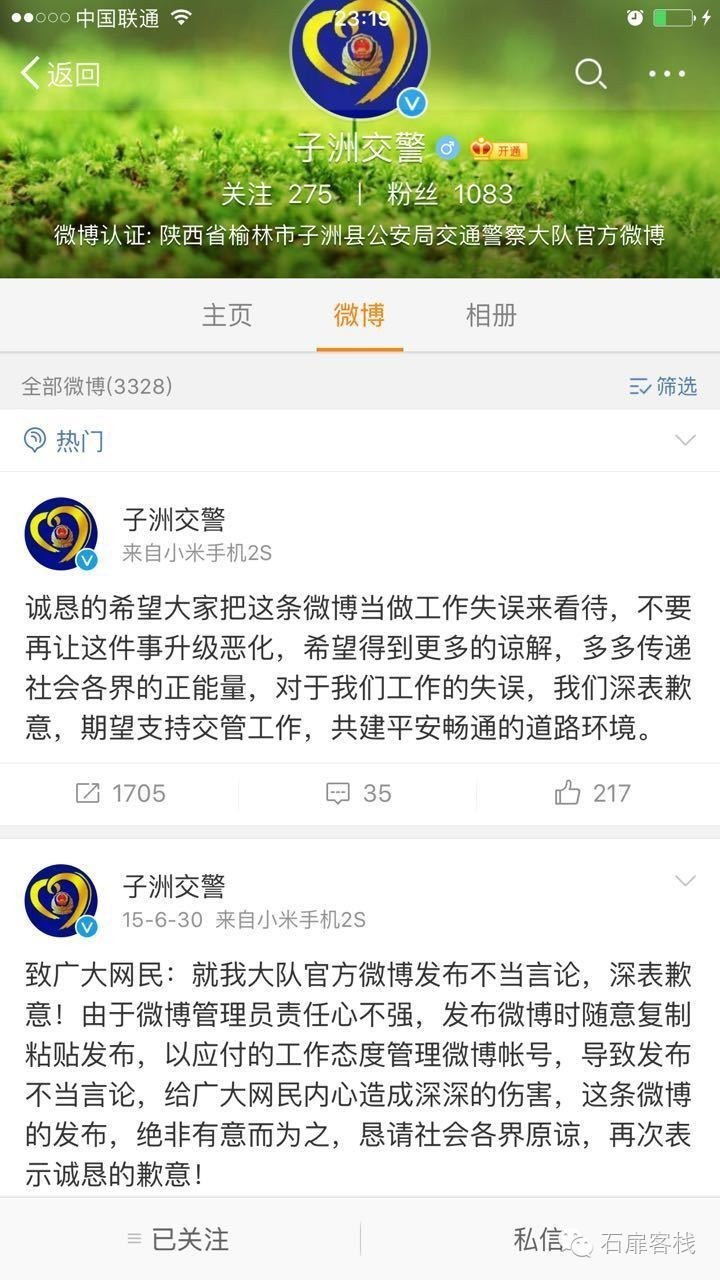 中国联通 23:19
返回
子洲交警 开通
关注 275 | 粉丝 1083
微博认证: 陕西省榆林市子洲县公安局交通警察大队官方微博
主页 微博 相册
全部微博(3328) 筛选
热门
子洲交警
来自小米手机2S
诚恳的希望大家把这条微博当做工作失误来看待，不要
再让这件事升级恶化，希望得到更多的谅解，多多传递
社会各界的正能量，对于我们工作的失误，我们深表歉
意，期望支持交管工作，共建平安畅通的道路环境。
1705 35 217
子洲交警
15-6-30 来自小米手机2S
致广大网民：就我大队官方微博发布不当言论，深表歉
意！由于微博管理员责任心不强，发布微博时随意复制
粘贴发布，以应付的工作态度管理微博帐号，导致发布
不当言论，给广大网民内心造成深深的伤害，这条微博
的发布，绝非有意而为之，恳请社会各界原谅，再次表
示诚恳的歉意！
已关注 私信 石扉客栈